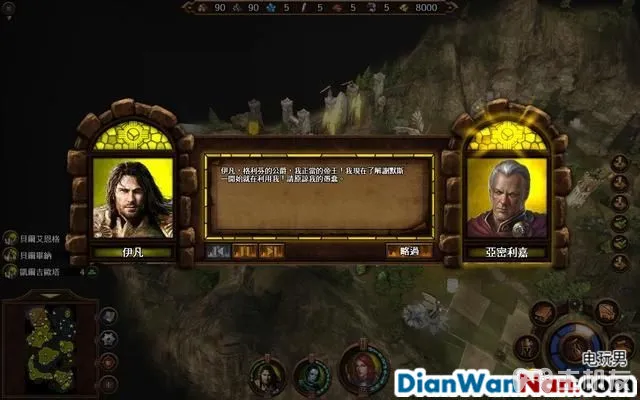 90 90 5 5 5 5 8000
伊凡,格利芬的公爵,我正當的帝王!我現在了解謝默斯
一開始就在利用我!請原諒我的愚蠢。
伊凡
略過
亞密利嘉
貝爾艾恩格
貝爾畢納
凱爾吉歐塔 4
电玩男
DianWanNan.com